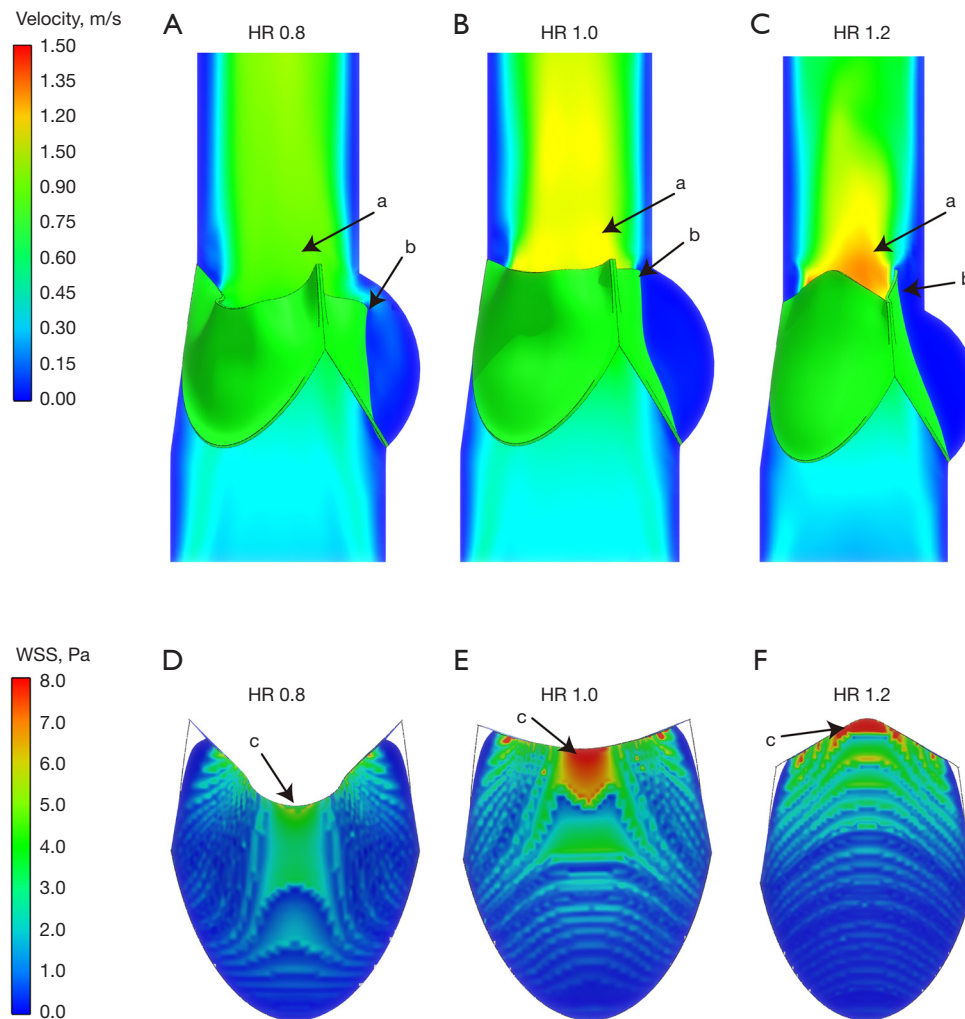 Velocity, m/s
1.50
1.35
1.20
1.05
0.90
0.75
0.60
0.45
0.30
0.15
0.00
A
HR 0.8
a
b
B
HR 1.0
a
b
C
HR 1.2
a
b
WSS, Pa
8.0
7.0
6.0
5.0
4.0
3.0
2.0
1.0
0.0
D
HR 0.8
c
E
HR 1.0
c
F
HR 1.2
c